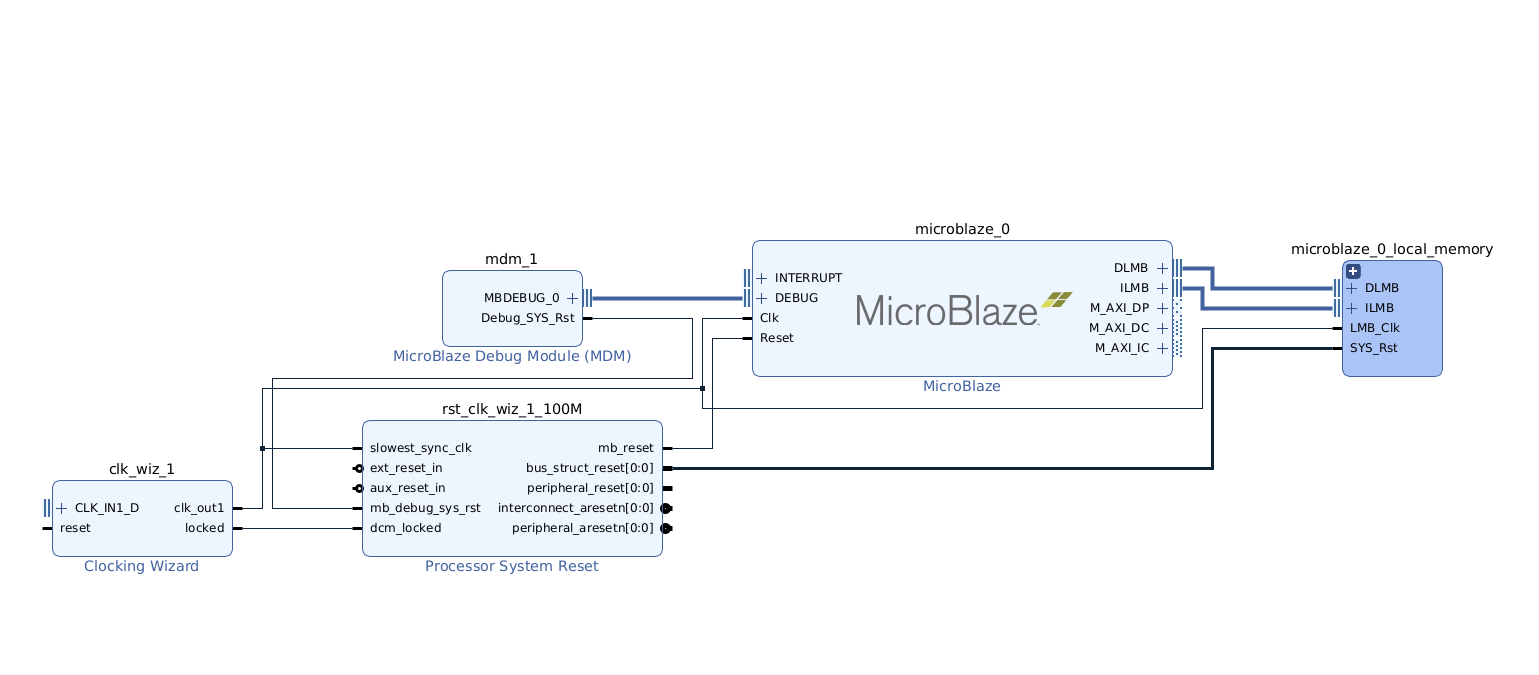 microblaze_0
INTERRUPT
DEBUG
Clk
Reset
MicroBlaze
DLMB
ILMB
M_AXI_DP
M_AXI_DC
M_AXI_IC
MicroBlaze
microblaze_0_local_memory
DLMB
ILMB
LMB_Clk
SYS_Rst
mdm_1
MBDEBUG_0
Debug_SYS_Rst
MicroBlaze Debug Module (MDM)
rst_clk_wiz_1_100M
slowest_sync_clk
ext_reset_in
aux_reset_in
mb_debug_sys_rst
dcm_locked
mb_reset
bus_struct_reset[0:0]
peripheral_reset[0:0]
interconnect_aresetn[0:0]
peripheral_aresetn[0:0]
Processor System Reset
clk_wiz_1
CLK_IN1_D
reset
clk_out1
locked
Clocking Wizard